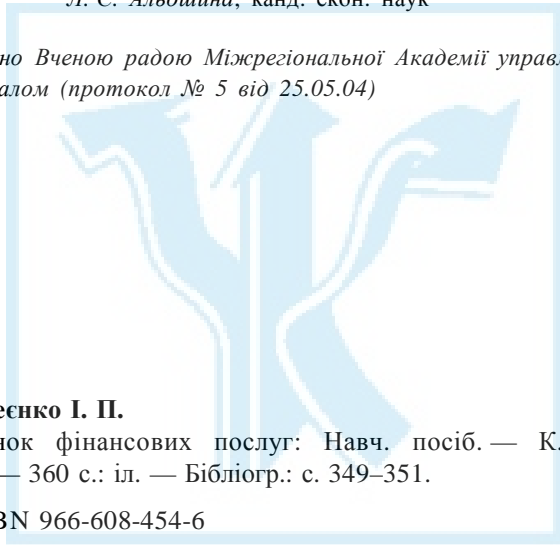 Л. С. Альошина, канд. екон. наук
но Вченою радою Міжрегіональної Академії управл
алом (протокол № 5 від 25.05.04)
еєнко І. П.
нок фінансових послуг: Навч. посіб. — К.
— 360 с.: іл. — Бібліогр.: с. 349–351.
BN 966-608-454-6